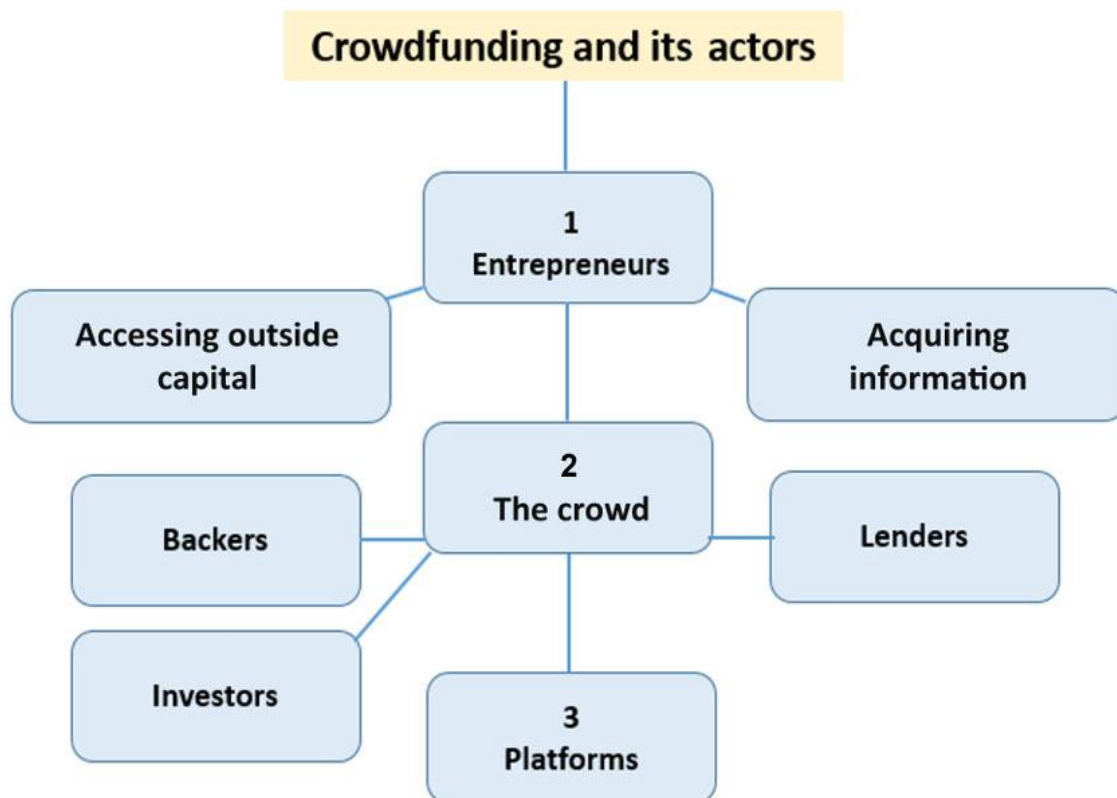 Crowdfunding and its actors
1
Entrepreneurs
Accessing outside
capital
Acquiring
information
2
The crowd
Backers
Lenders
Investors
3
Platforms